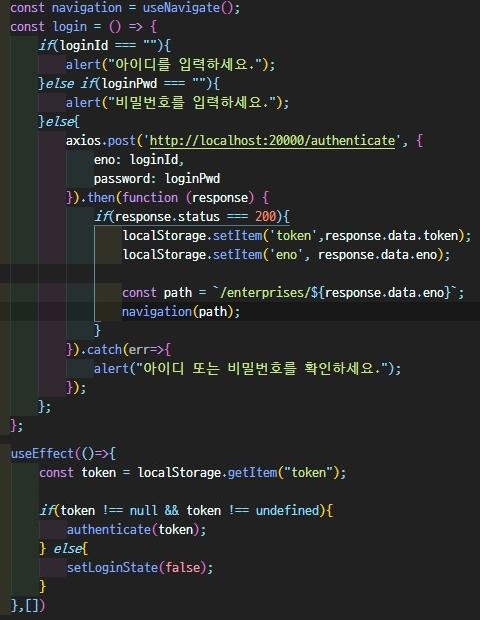 const navigation = useNavigate();
const login = () => {
    if(loginId === ""){
        alert("아이디를 입력하세요.");
    }else if(loginPwd === ""){
        alert("비밀번호를 입력하세요.");
    }else{
        axios.post('http://localhost:20000/authenticate', {
            eno: loginId,
            password: loginPwd
        }).then(function (response) {
            if(response.status === 200){
                localStorage.setItem('token',response.data.token);
                localStorage.setItem('eno', response.data.eno);

                const path = `/enterprises/${response.data.eno}`;
                navigation(path);
            }
        }).catch(err=>{
            alert("아이디 또는 비밀번호를 확인하세요.");
        });
    };
};
useEffect(()=>{
    const token = localStorage.getItem("token");

    if(token !== null && token !== undefined){
        authenticate(token);
    } else{
        setLoginState(false);
    }
},[])